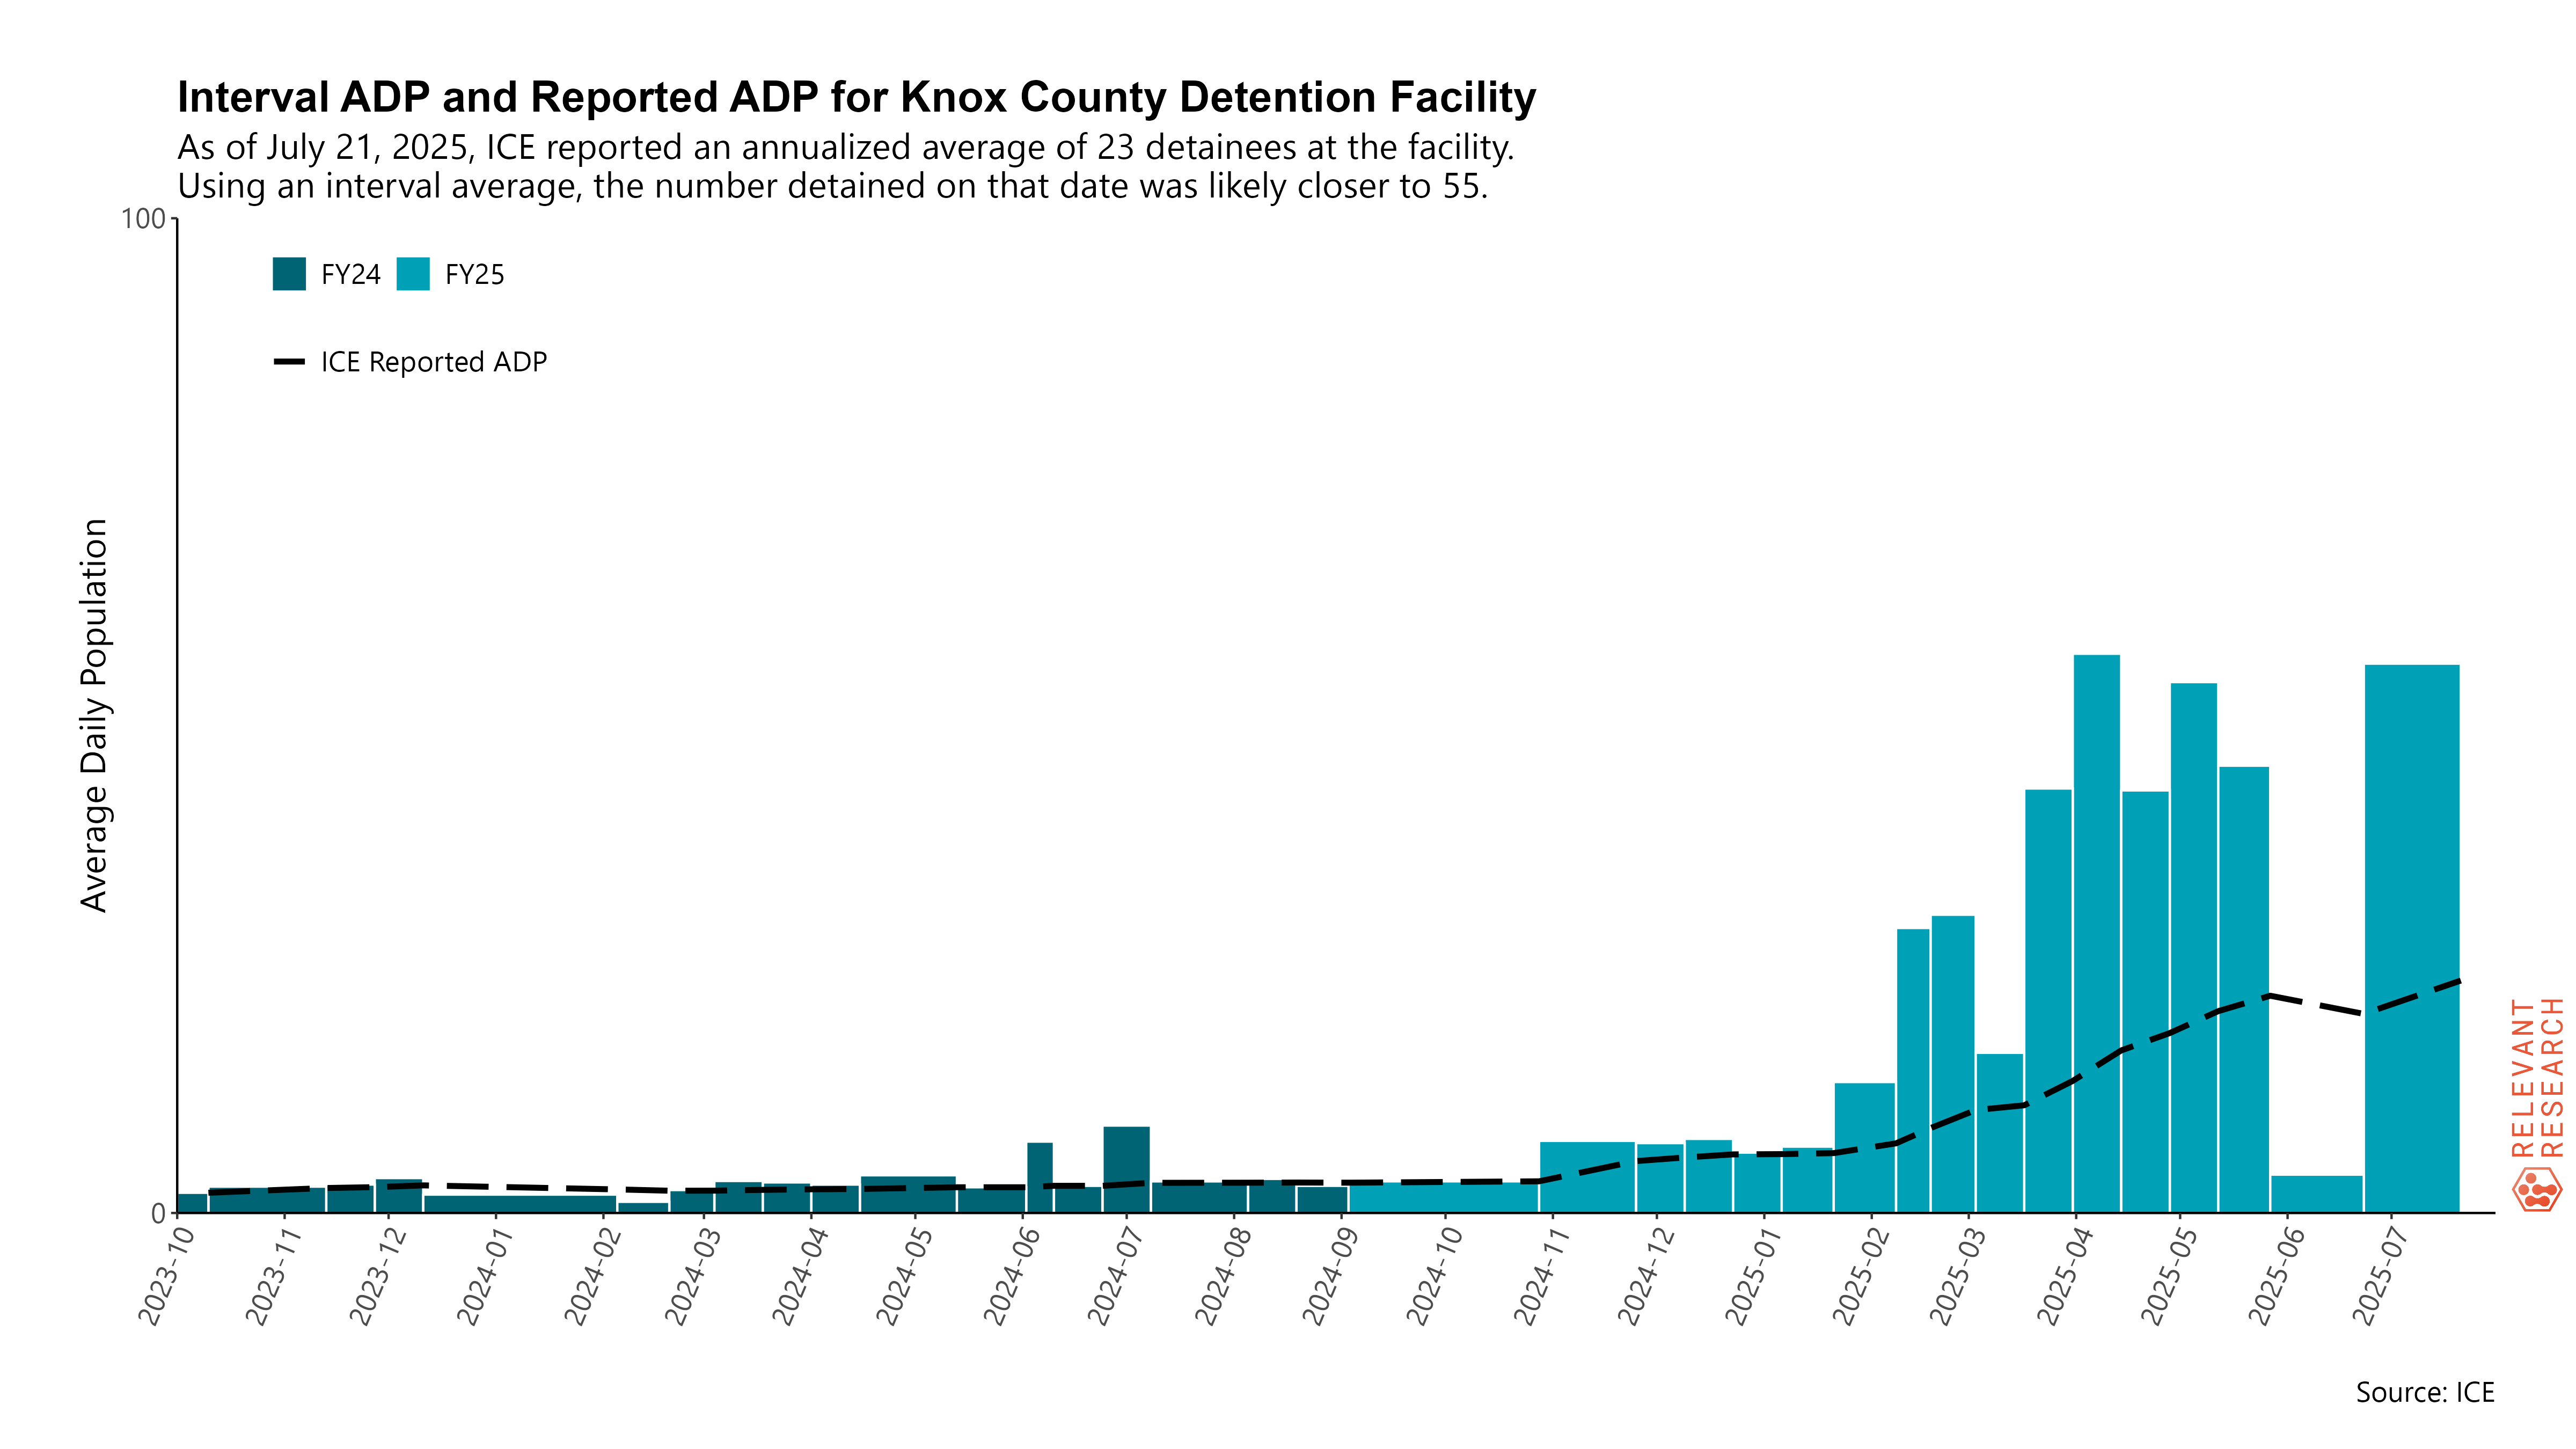 Interval ADP and Reported ADP for Knox County Detention Facility
As of July 21, 2025, ICE reported an annualized average of 23 detainees at the facility.
Using an interval average, the number detained on that date was likely closer to 55.
100
FY24
FY25
ICE Reported ADP
Average Daily Population
0
2023-10
2023-11
2023-12
2024-01
2024-02
2024-03
2024-04
2024-05
2024-06
2024-07
2024-08
2024-09
2024-10
2024-11
2024-12
2025-01
2025-02
2025-03
2025-04
2025-05
2025-06
2025-07
RELEVANT
RESEARCH
Source: ICE